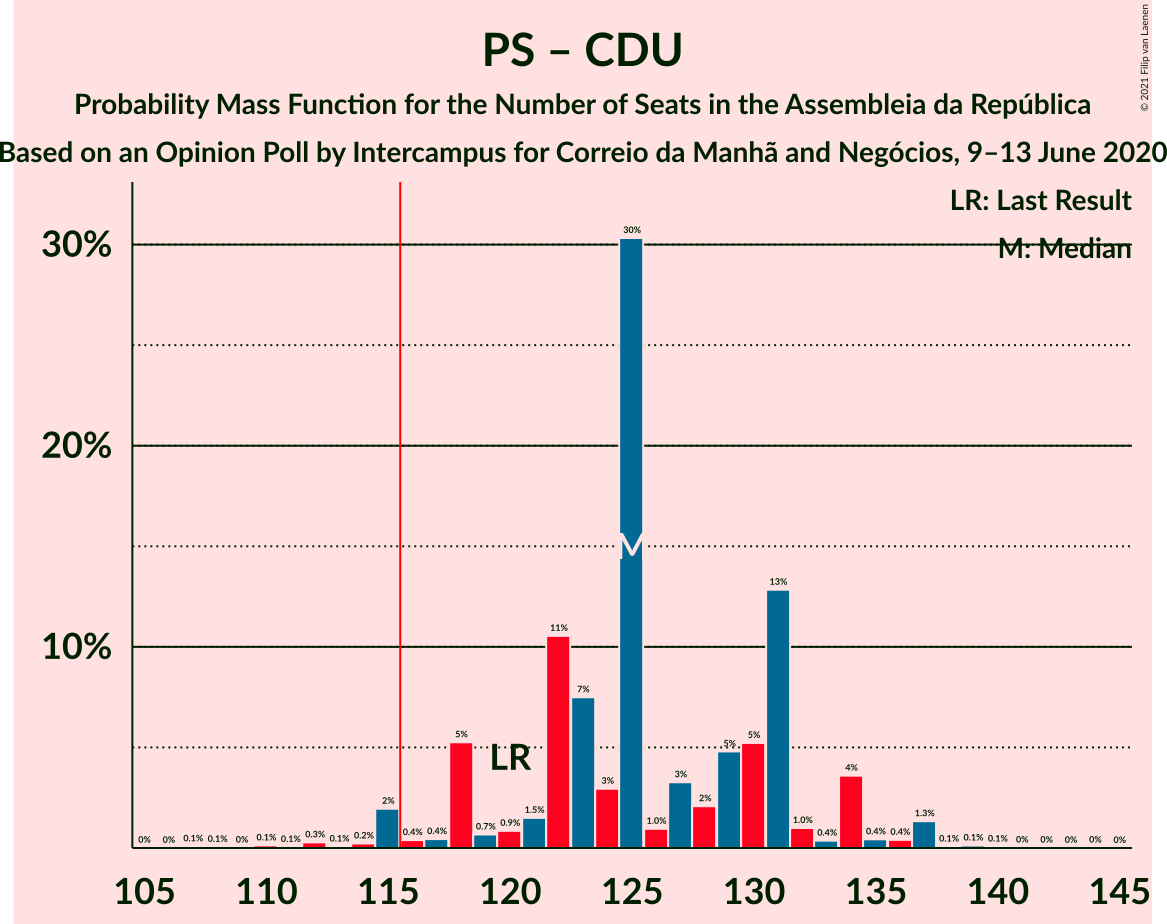 PS – CDU
Probability Mass Function for the Number of Seats in the Assembleia da República
Based on an Opinion Poll by Intercampus for Correio da Manhã and Negócios, 9–13 June 2020
© 2021 Filip van Laenen
LR: Last Result
M: Median
30%
20%
10%
0% 0% 0.1% 0.1% 0% 0.1% 0.1% 0.3% 0.1% 0.2% 2% 0.4% 0.4% 5% 0.7% 0.9% 1.5% 11% 7% 3% 30% 1.0% 3% 2% 5% 5% 13% 1.0% 0.4% 4% 0.4% 0.4% 1.3% 0.1% 0.1% 0.1% 0% 0% 0% 0% 0%
LR
M
105 110 115 120 125 130 135 140 145